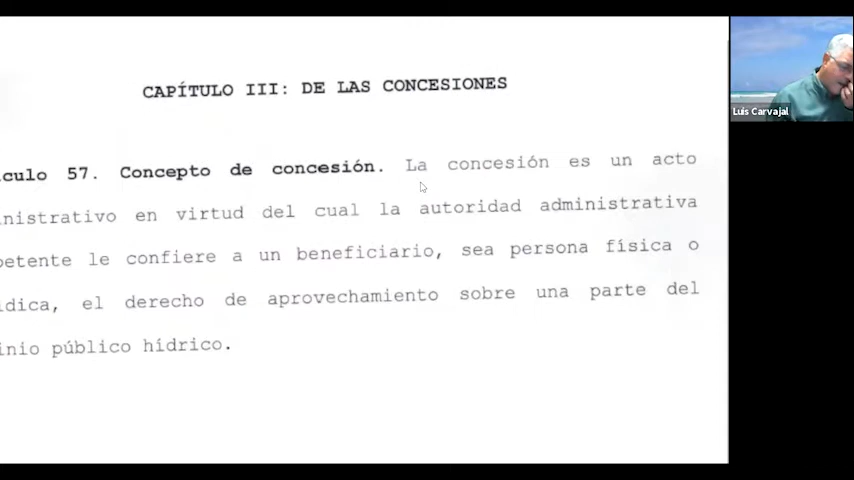 CAPÍTULO III: DE LAS CONCESIONES
Luis Carvajal
culo 57. Concepto de concesión. La concesión es un acto
nistrativo en virtud del cual la autoridad administrativa
petente le confiere a un beneficiario, sea persona física o
ídica, el derecho de aprovechamiento sobre una parte del
inio público hídrico.